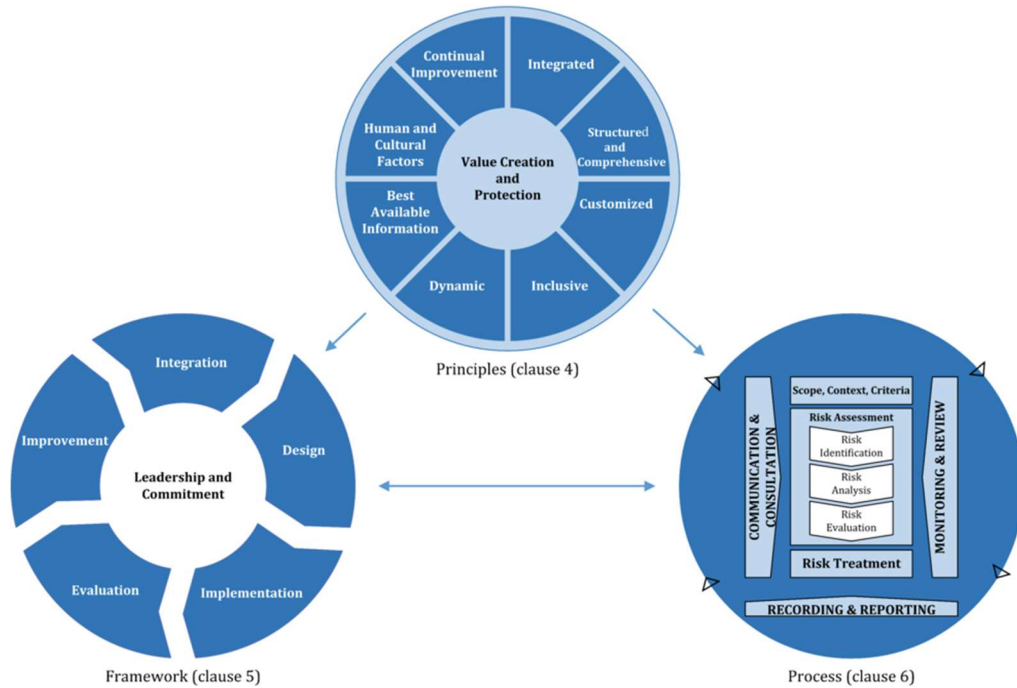 Continual
Improvement
Integrated
Human and
Cultural
Factors
Structured
and
Comprehensive
Value Creation
and
Protection
Best
Available
Information
Customized
Dynamic
Inclusive
Principles (clause 4)
Integration
Improvement
Design
Leadership and
Commitment
Evaluation
Implementation
Framework (clause 5)
Scope, Context, Criteria
COMMUNICATION &
CONSULTATION
Risk Assessment
Risk
Identification
Risk
Analysis
Risk
Evaluation
MONITORING & REVIEW
Risk Treatment
RECORDING & REPORTING
Process (clause 6)